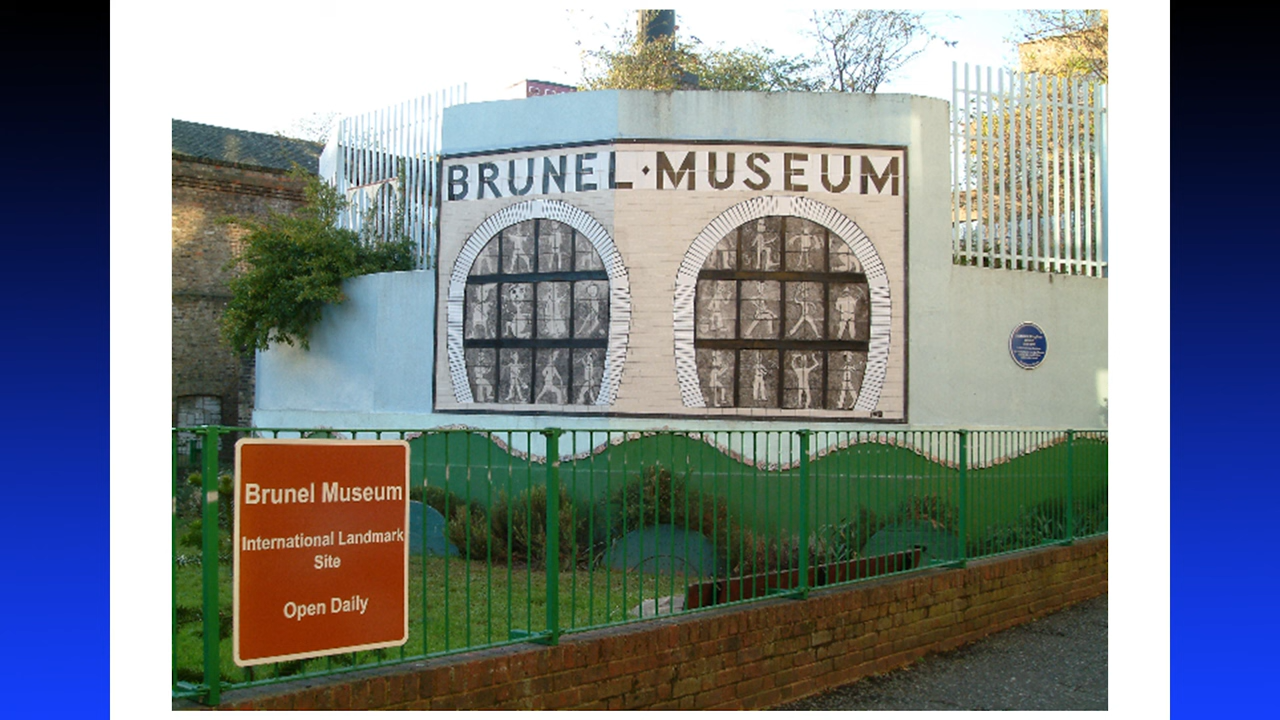 BRUNEL·MUSEUM
Brunel Museum
International Landmark
Site
Open Daily